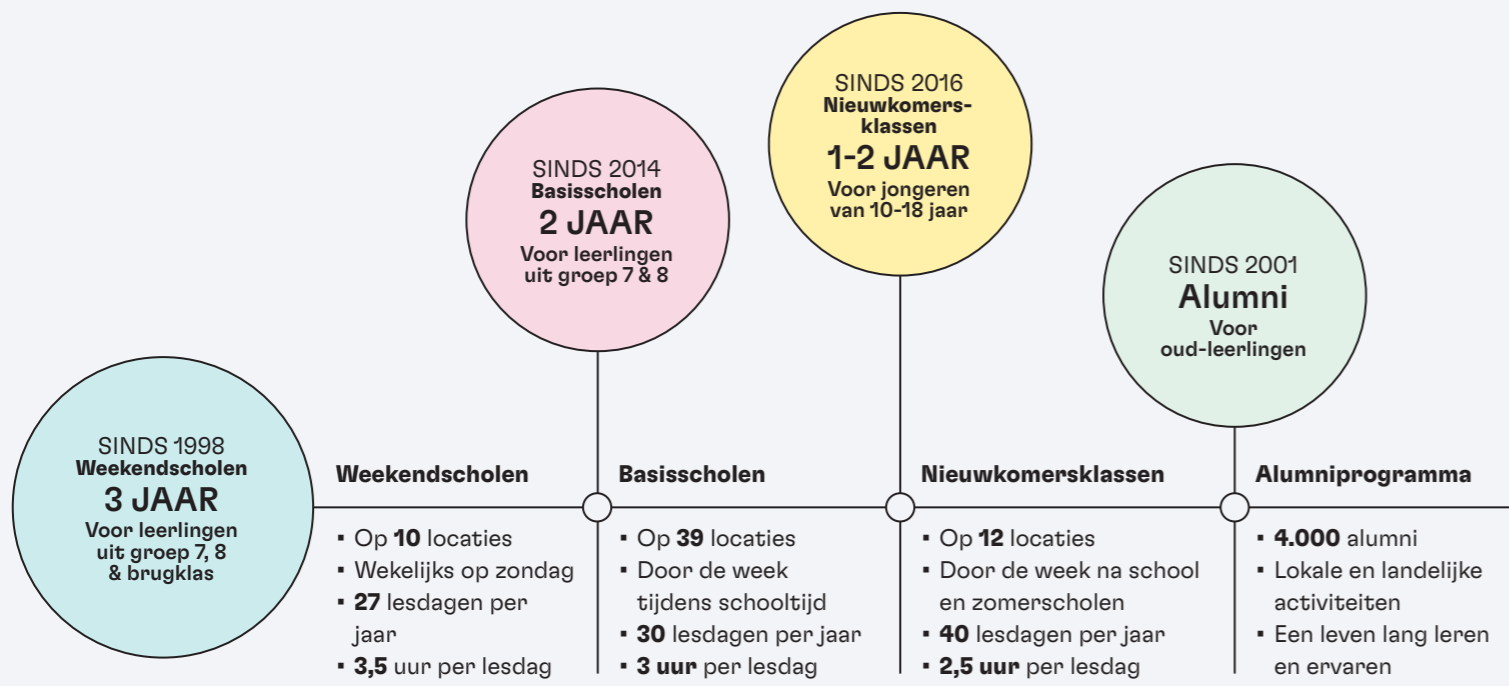 SINDS 1998
Weekendscholen
3 JAAR
Voor leerlingen
uit groep 7, 8
& brugklas
SINDS 2014
Basisscholen
2 JAAR
Voor leerlingen
uit groep 7 & 8
SINDS 2016
Nieuwkomers-
klassen
1-2 JAAR
Voor jongeren
van 10-18 jaar
SINDS 2001
Alumni
Voor
oud-leerlingen
Weekendscholen
▪ Op 10 locaties
▪ Wekelijks op zondag
▪ 27 lesdagen per
jaar
▪ 3,5 uur per lesdag
Basisscholen
▪ Op 39 locaties
▪ Door de week
tijdens schooltijd
▪ 30 lesdagen per jaar
▪ 3 uur per lesdag
Nieuwkomersklassen
▪ Op 12 locaties
▪ Door de week na school
en zomerscholen
▪ 40 lesdagen per jaar
▪ 2,5 uur per lesdag
Alumniprogramma
▪ 4.000 alumni
▪ Lokale en landelijke
activiteiten
▪ Een leven lang leren
en ervaren